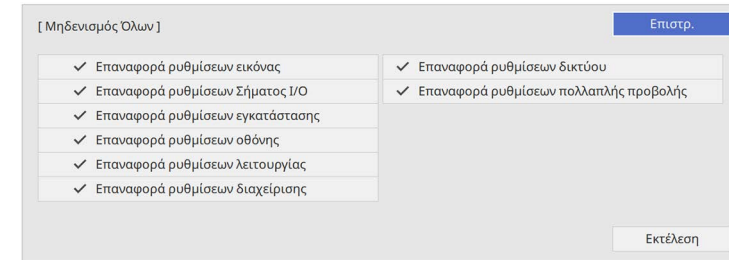 [ Μηδενισμός Όλων ]
Επιστρ.
Επαναφορά ρυθμίσεων εικόνας
Επαναφορά ρυθμίσεων Σήματος I/O
Επαναφορά ρυθμίσεων εγκατάστασης
Επαναφορά ρυθμίσεων οθόνης
Επαναφορά ρυθμίσεων λειτουργίας
Επαναφορά ρυθμίσεων διαχείρισης
Επαναφορά ρυθμίσεων δικτύου
Επαναφορά ρυθμίσεων πολλαπλής προβολής
Εκτέλεση